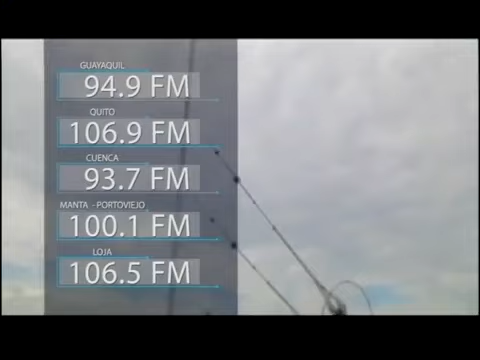 GUAYAQUIL
94.9 FM
QUITO
106.9 FM
CUENCA
93.7 FM
MANTA - PORTOVIEJO
100.1 FM
LOJA
106.5 FM